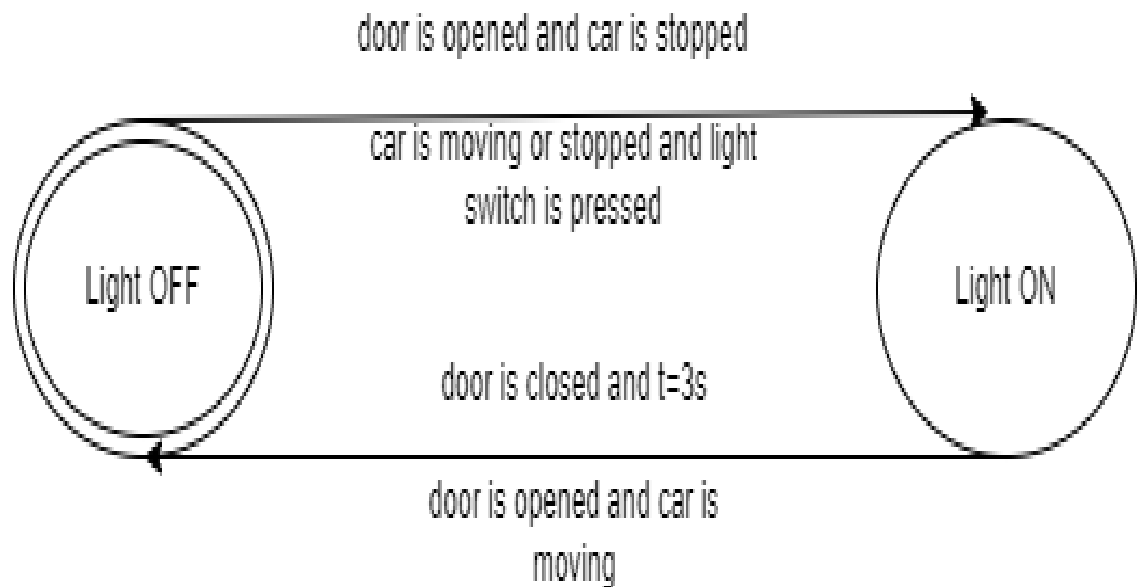 door is opened and car is stopped
car is moving or stopped and light
switch is pressed
Light OFF
Light ON
door is closed and t=3s
door is opened and car is
moving